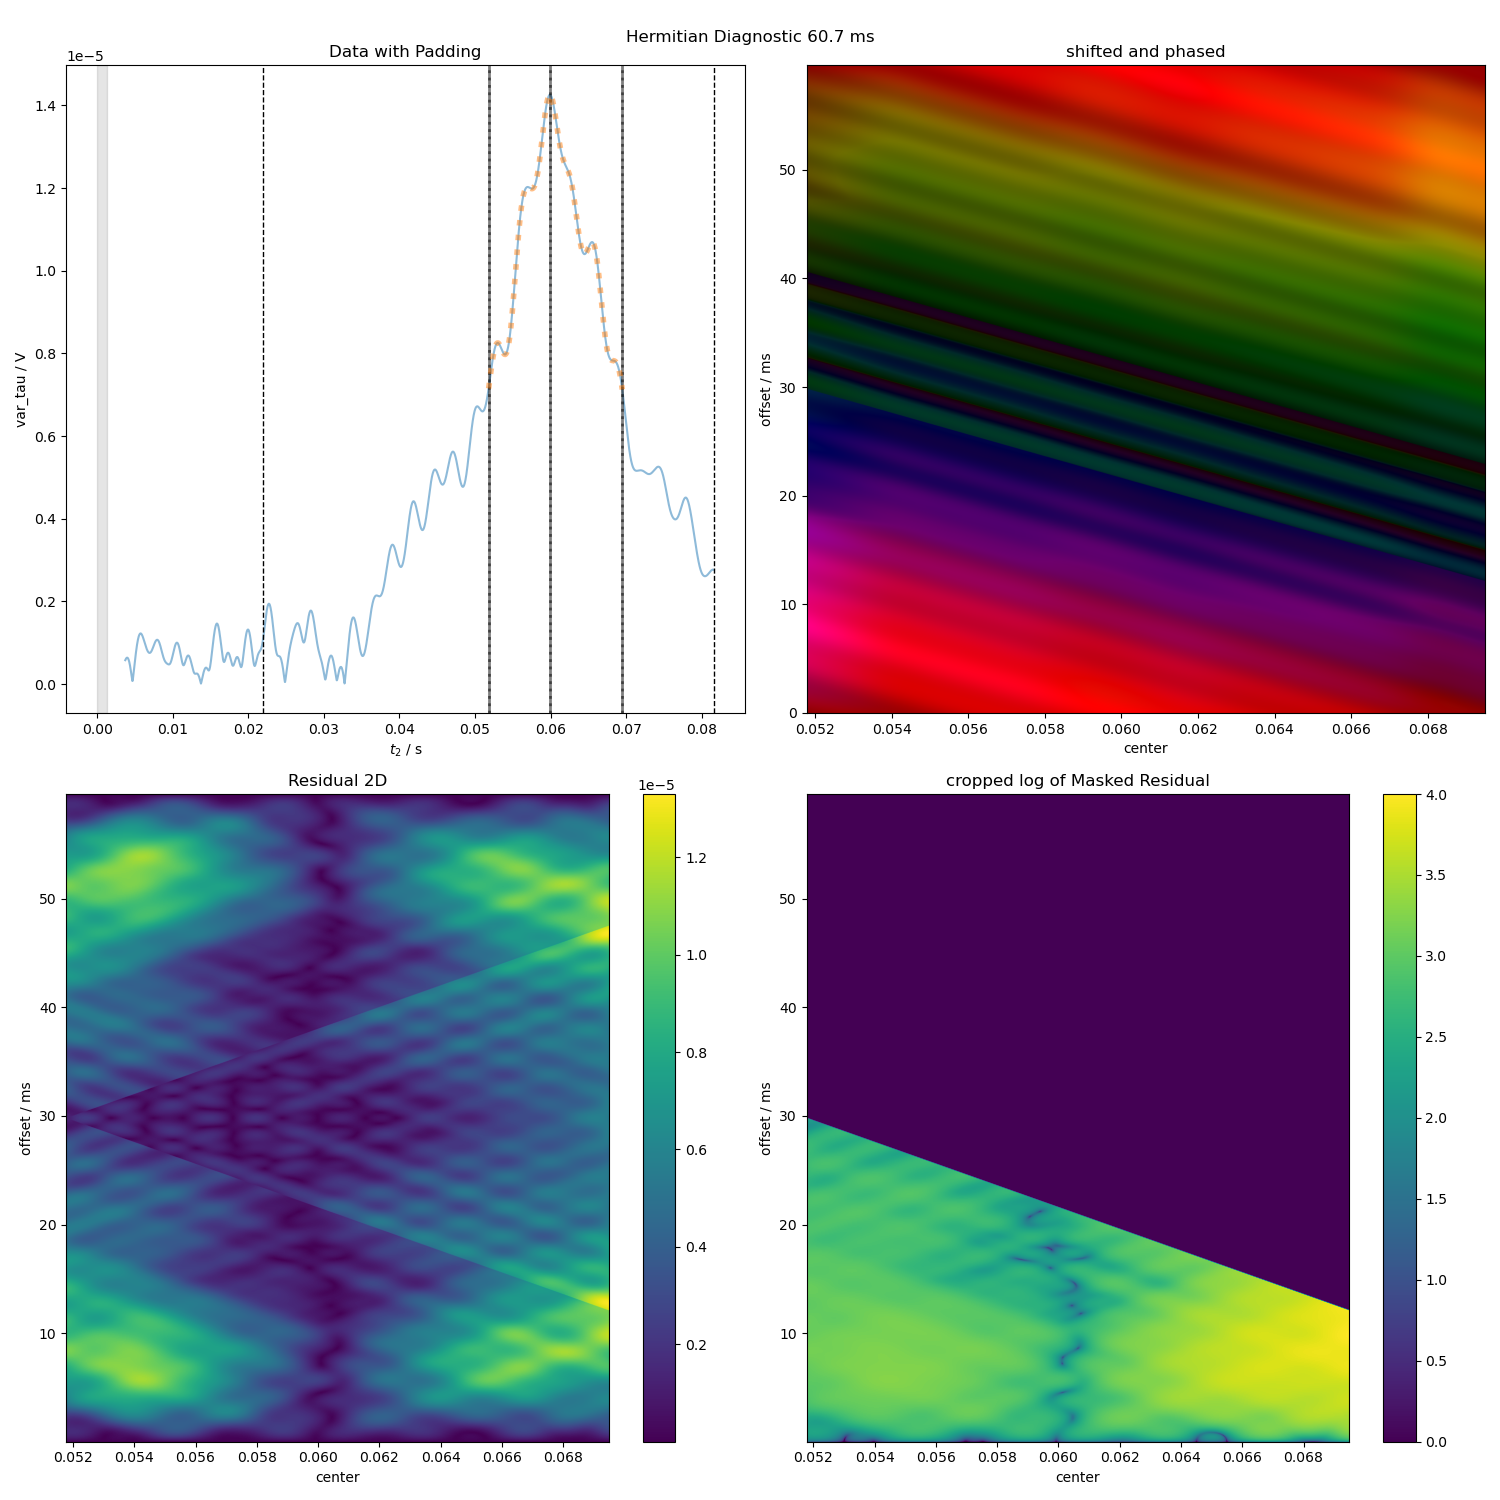 Hermitian Diagnostic 60.7 ms
Data with Padding
1e−5
1.4
1.2
1.0
0.8
0.6
0.4
0.2
0.0
var_tau / V
0.00 0.01 0.02 0.03 0.04 0.05 0.06 0.07 0.08
t₂ / s
shifted and phased
50
40
30
20
10
0
offset / ms
0.052 0.054 0.056 0.058 0.060 0.062 0.064 0.066 0.068
center
Residual 2D
50
40
30
20
10
offset / ms
0.052 0.054 0.056 0.058 0.060 0.062 0.064 0.066 0.068
center
1e−5
1.2
1.0
0.8
0.6
0.4
0.2
cropped log of Masked Residual
50
40
30
20
10
offset / ms
0.052 0.054 0.056 0.058 0.060 0.062 0.064 0.066 0.068
center
4.0
3.5
3.0
2.5
2.0
1.5
1.0
0.5
0.0